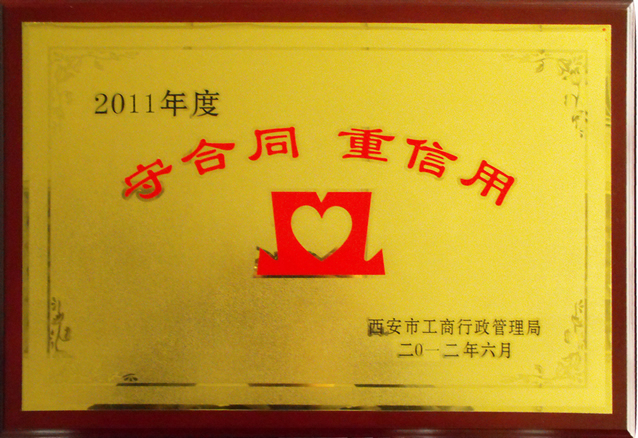 2011年度
守合同 重信用
西安市工商行政管理局
二0一二年六月